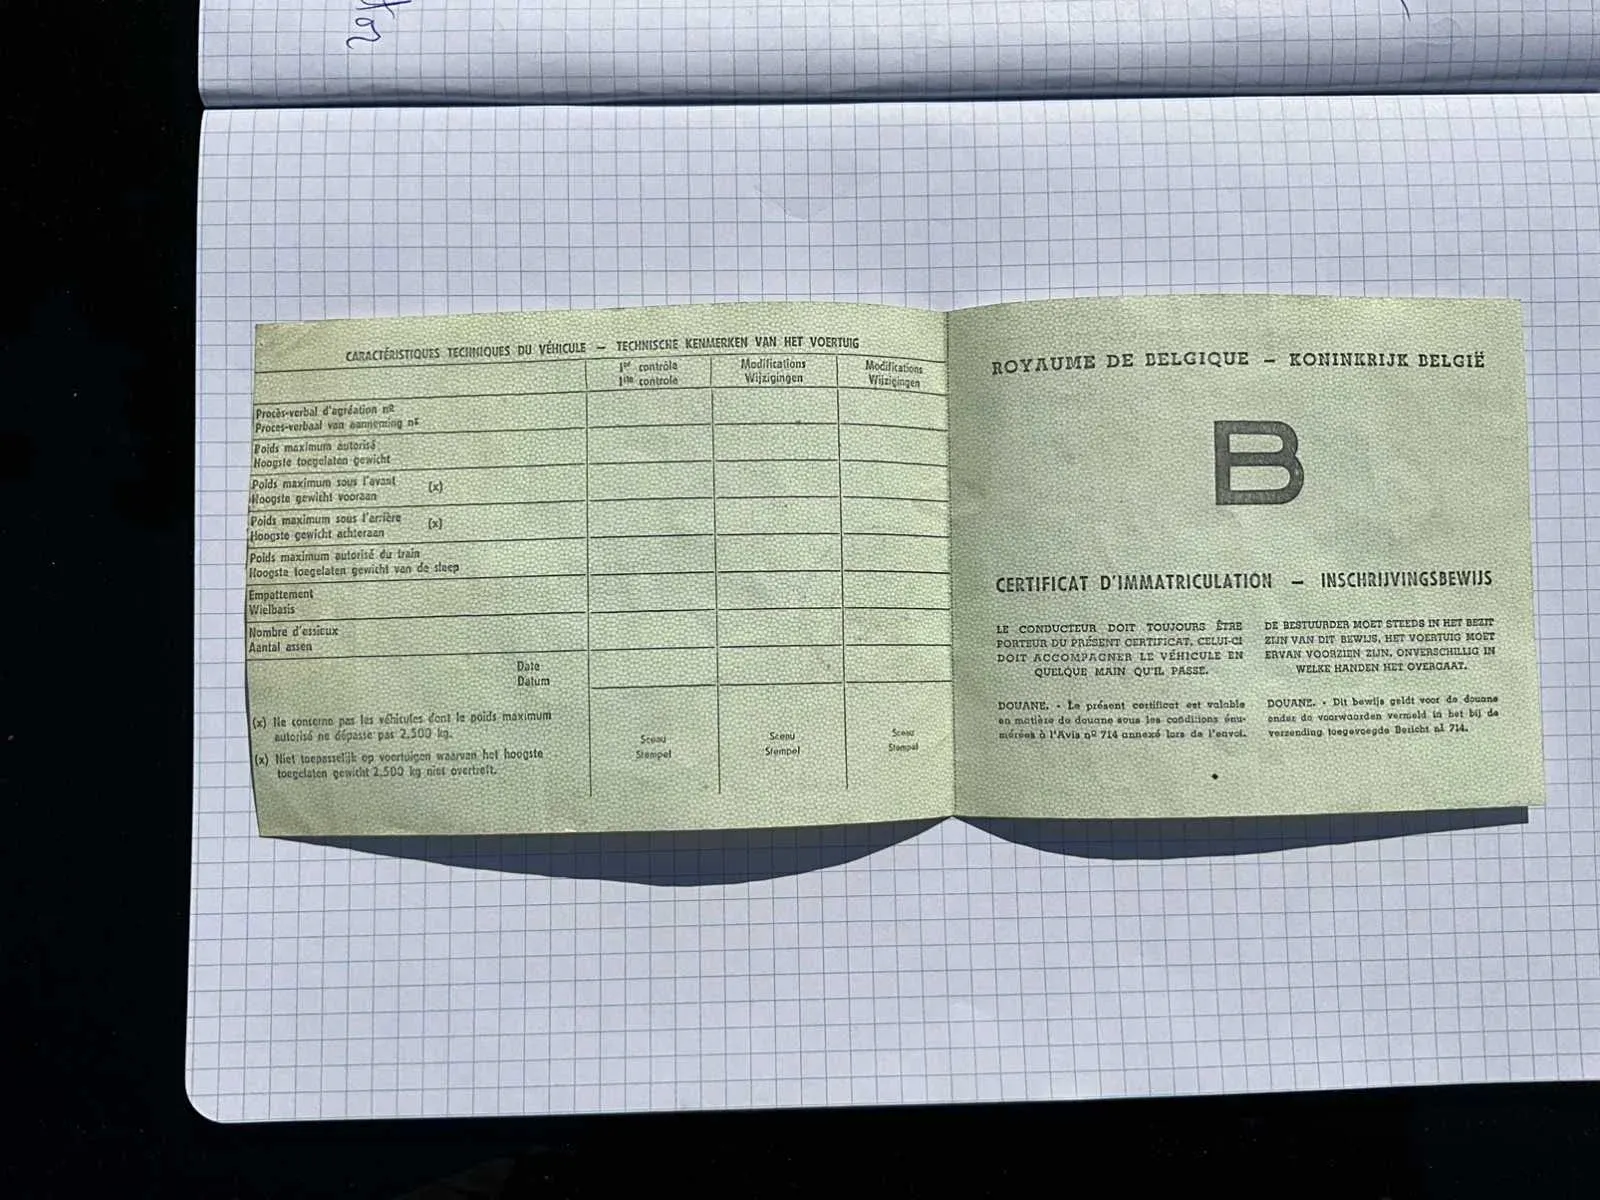 CARACTÉRISTIQUES TECHNIQUES DU VÉHICULE — TECHNISCHE KENMERKEN VAN HET VOERTUIG
1er contrôle
1ste controle
Modifications
Wijzigingen
Modifications
Wijzigingen
Procès-verbal d'agréation nº
Proces-verbaal van aanneming nr
Poids maximum autorisé
Hoogste toegelaten gewicht
Poids maximum sous l'avant (x)
Hoogste gewicht vooraan
Poids maximum sous l'arrière (x)
Hoogste gewicht achteraan
Poids maximum autorisé du train
Hoogste toegelaten gewicht van de sleep
Empattement
Wielbasis
Nombre d'essieux
Aantal assen
Date
Datum
(x) Ne concerne pas les véhicules dont le poids maximum
autorisé ne dépasse pas 2.500 kg.
(x) Niet toepasselijk op voertuigen waarvan het hoogste
toegelaten gewicht 2.500 kg niet overtreft.
Sceau
Stempel
Sceau
Stempel
Sceau
Stempel
ROYAUME DE BELGIQUE — KONINKRIJK BELGIË
B
CERTIFICAT D'IMMATRICULATION — INSCHRIJVINGSBEWIJS
LE CONDUCTEUR DOIT TOUJOURS ÊTRE
PORTEUR DU PRÉSENT CERTIFICAT, CELUI-CI
DOIT ACCOMPAGNER LE VÉHICULE EN
QUELQUE MAIN QU'IL PASSE.
DOUANE. - Le présent certificat est valable
en matière de douane sous les conditions énu-
mérées à l'Avis nº 714 annexé lors de l'envoi.
DE BESTUURDER MOET STEEDS IN HET BEZIT
ZIJN VAN DIT BEWIJS, HET VOERTUIG MOET
ERVAN VOORZIEN ZIJN, ONVERSCHILLIG IN
WELKE HANDEN HET OVERGAAT.
DOUANE. - Dit bewijs geldt voor de douane
onder de voorwaarden vermeld in het bij de
verzending toegevoegde Bericht nr 714.